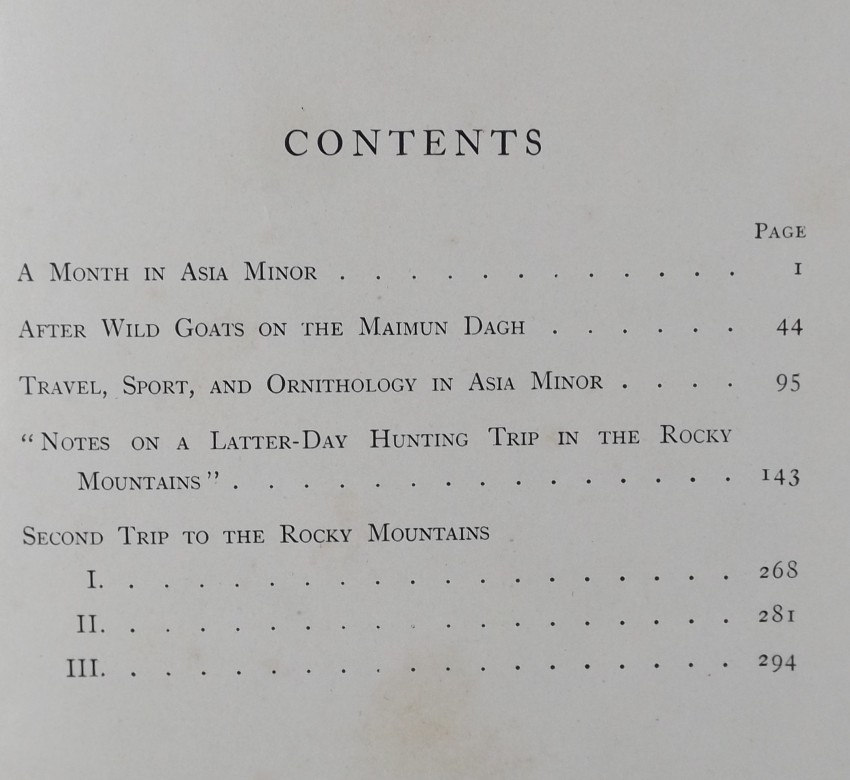 CONTENTS
PAGE
A MONTH IN ASIA MINOR . . . . . . . . . . . . 1
AFTER WILD GOATS ON THE MAIMUN DAGH . . . . . . 44
TRAVEL, SPORT, AND ORNITHOLOGY IN ASIA MINOR . . . . 95
“NOTES ON A LATTER-DAY HUNTING TRIP IN THE ROCKY
MOUNTAINS” . . . . . . . . . . . . . . . 143
SECOND TRIP TO THE ROCKY MOUNTAINS
I. . . . . . . . . . . . . . . . . . . 268
II. . . . . . . . . . . . . . . . . . . 281
III. . . . . . . . . . . . . . . . . . . 294